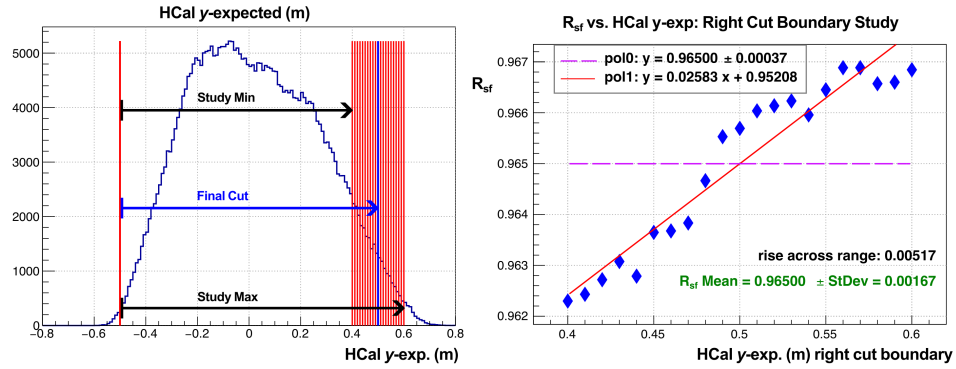 HCal y-expected (m)
5000
4000
3000
2000
1000
0
Study Min
Final Cut
Study Max
−0.8 −0.6 −0.4 −0.2 0 0.2 0.4 0.6 0.8
HCal y-exp. (m)
Rsf vs. HCal y-exp: Right Cut Boundary Study
Rsf
pol0: y = 0.96500 ± 0.00037
pol1: y = 0.02583 x + 0.95208
0.967
0.966
0.965
0.964
0.963
0.962
rise across range: 0.00517
Rsf Mean = 0.96500 ± StDev = 0.00167
0.4 0.45 0.5 0.55 0.6
HCal y-exp. (m) right cut boundary